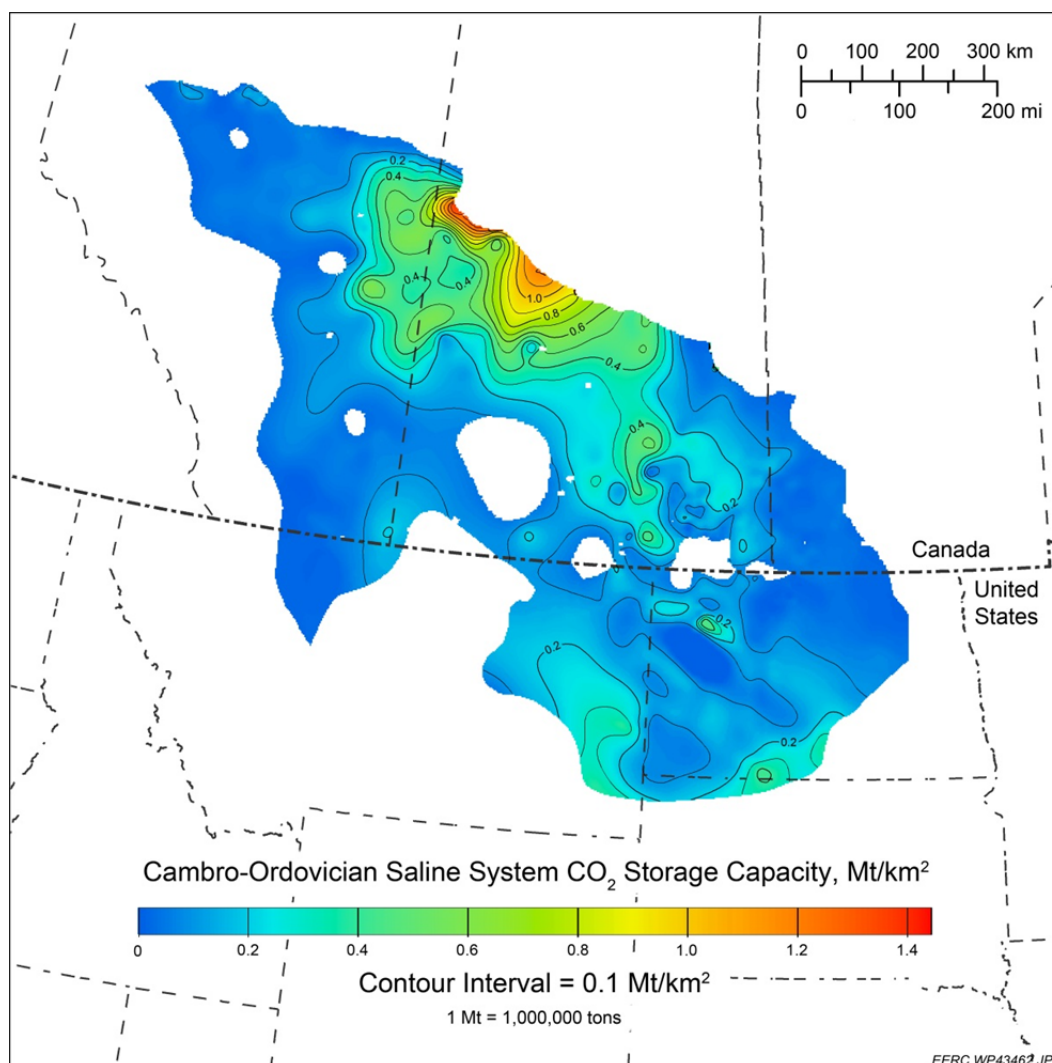 0 100 200 300 km
0 100 200 mi
0.2
0.4
0.4
0.4
1.0
0.8
0.6
0.4
0.4
0.2
Canada
United
States
0.2
0.2
0.2
Cambro-Ordovician Saline System CO2 Storage Capacity, Mt/km2
0 0.2 0.4 0.6 0.8 1.0 1.2 1.4
Contour Interval = 0.1 Mt/km2
1 Mt = 1,000,000 tons